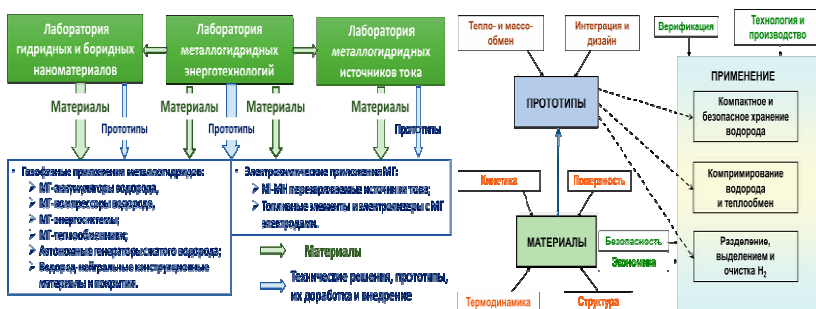 Лаборатория
гидридных и боридных
наноматериалов
Лаборатория
металлогидридных
энерготехнологий
Лаборатория
металлогидридных
источников тока
Материалы
Прототипы
Материалы
Прототипы
Материалы
Материалы
Прототипы
Газофазные приложения металлогидридов:
МГ-аккумуляторы водорода,
МГ-компрессоры водорода,
МГ-энергосистемы;
МГ-теплообменники;
Автономные генераторы сжатого водорода;
Водород-нейтральные конструкционные
материалы и покрытия.
Электрохимические приложения МГ:
Ni-MH перезаряжаемые источники тока;
Топливные элементы и электролизеры с МГ
электродами.
Материалы
Технические решения, прототипы,
их доработка и внедрение
Тепло- и массо-
обмен
Интеграция и
дизайн
ПРОТОТИПЫ
Кинетика
Поверхность
МАТЕРИАЛЫ
Термодинамика
Структура
Верификация
Технология и
производство
Безопасность
Экономика
ПРИМЕНЕНИЕ
Компактное и
безопасное хранение
водорода
Компримирование
водорода
и теплообмен
Разделение,
выделением и
очистка H₂